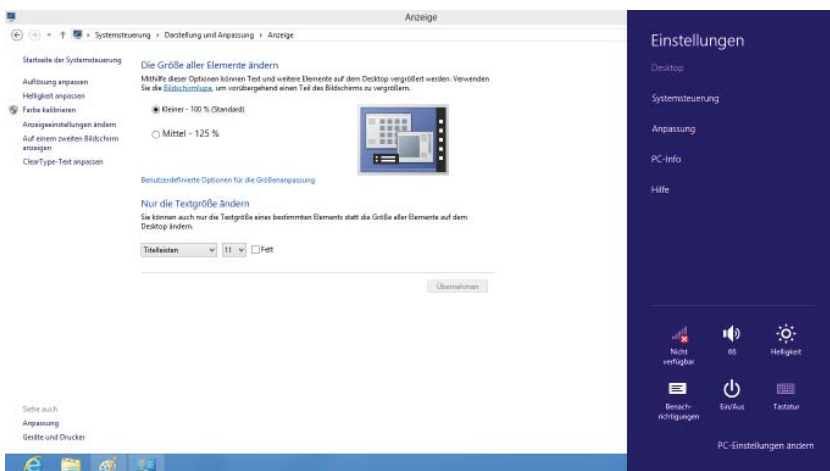 Anzeige
Systemsteuerung › Darstellung und Anpassung › Anzeige
Startseite der Systemsteuerung
Auflösung anpassen
Helligkeit anpassen
Farbe kalibrieren
Anzeigeeinstellungen ändern
Auf einem zweiten Bildschirm
anzeigen
ClearType-Text anpassen
Die Größe aller Elemente ändern
Mithilfe dieser Optionen können Text und weitere Elemente auf dem Desktop vergrößert werden. Verwenden
Sie die Bildschirmlupe, um vorübergehend einen Teil des Bildschirms zu vergrößern.
Kleiner - 100 % (Standard)
Mittel - 125 %
Benutzerdefinierte Optionen für die Größenanpassung
Nur die Textgröße ändern
Sie können auch nur die Textgröße eines bestimmten Elements statt die Größe aller Elemente auf dem
Desktop ändern.
Titelleisten 11 Fett
Übernehmen
Siehe auch
Anpassung
Geräte und Drucker
Einstellungen
Desktop
Systemsteuerung
Anpassung
PC-Info
Hilfe
Nicht
verfügbar
66
Helligkeit
Benach-
richtigungen
Ein/Aus
Tastatur
PC-Einstellungen ändern